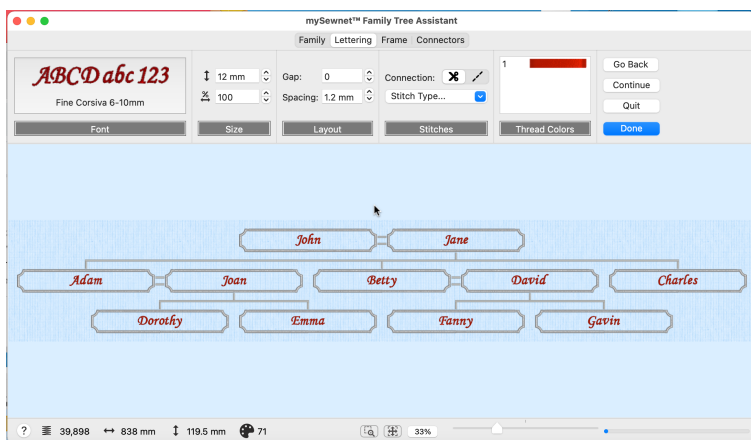 mySewnet™ Family Tree Assistant
Family Lettering Frame Connectors
ABCD abc 123
Fine Corsiva 6-10mm
Font
12 mm
% 100
Size
Gap: 0
Spacing: 1.2 mm
Layout
Connection:
Stitch Type...
Stitches
1
Thread Colors
Go Back
Continue
Quit
Done
John Jane
Adam Joan Betty David Charles
Dorothy Emma Fanny Gavin
? 39,898 838 mm 119.5 mm 71 33%